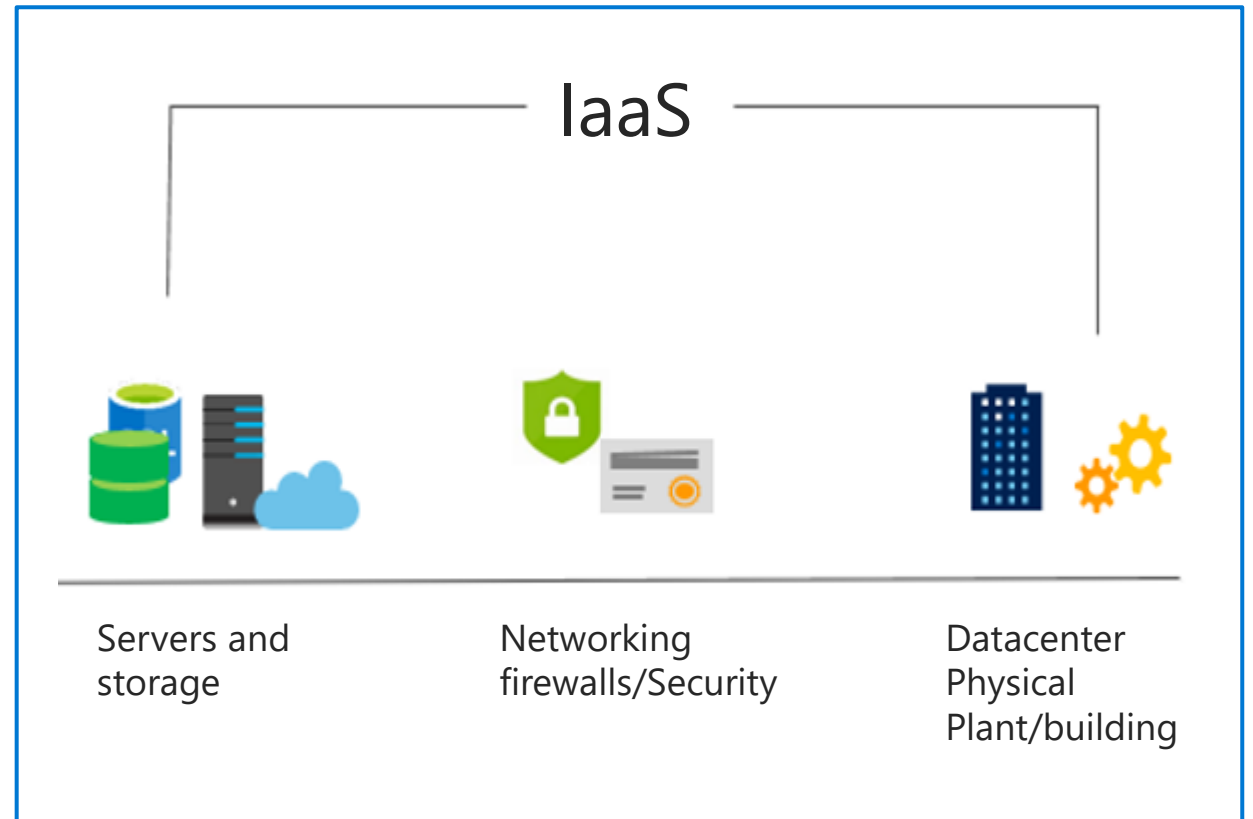 IaaS
Servers and
storage
Networking
firewalls/Security
Datacenter
Physical
Plant/building